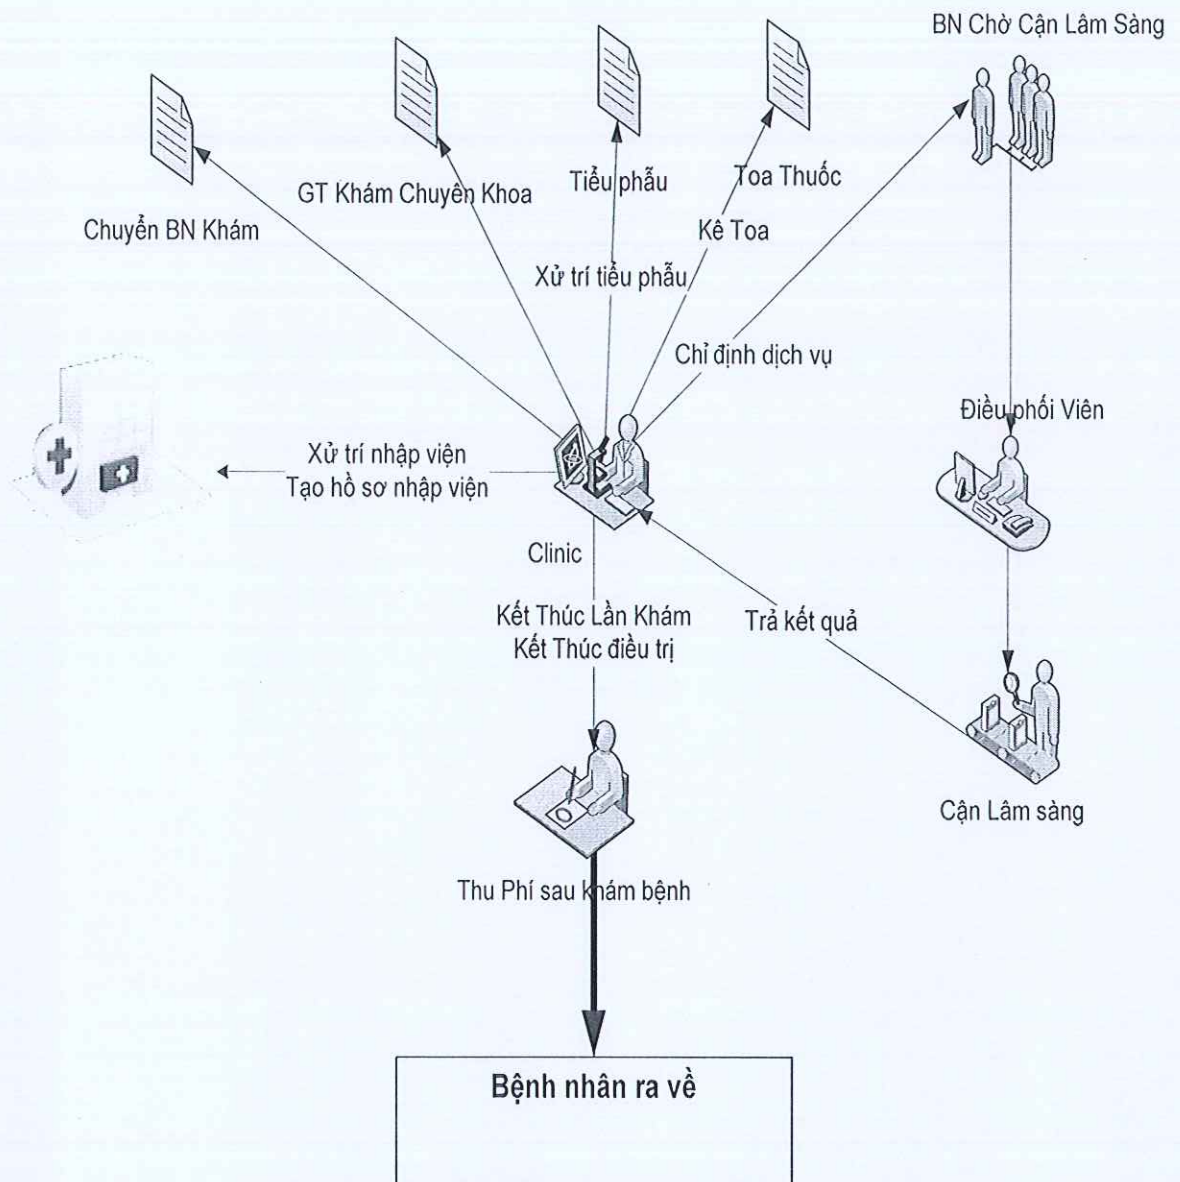 BN Chờ Cận Lâm Sàng
GT Khám Chuyên Khoa
Tiểu phẫu
Toa Thuốc
Chuyển BN Khám
Kê Toa
Xử trí tiểu phẫu
Chỉ định dịch vụ
Điều phối Viên
Xử trí nhập viện
Tạo hồ sơ nhập viện
Clinic
Kết Thúc Lần Khám
Kết Thúc điều trị
Trả kết quả
Cận Lâm sàng
Thu Phí sau khám bệnh
Bệnh nhân ra về